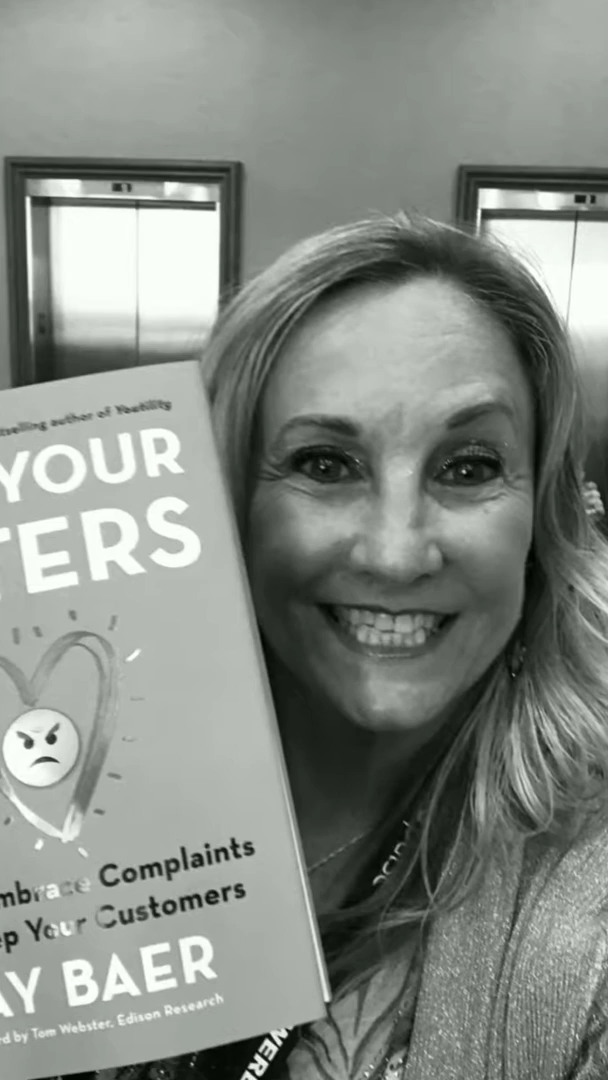 tselling author of Youtility
YOUR
TERS
mbrace Complaints
ep Your Customers
AY BAER
rd by Tom Webster, Edison Research
WERE